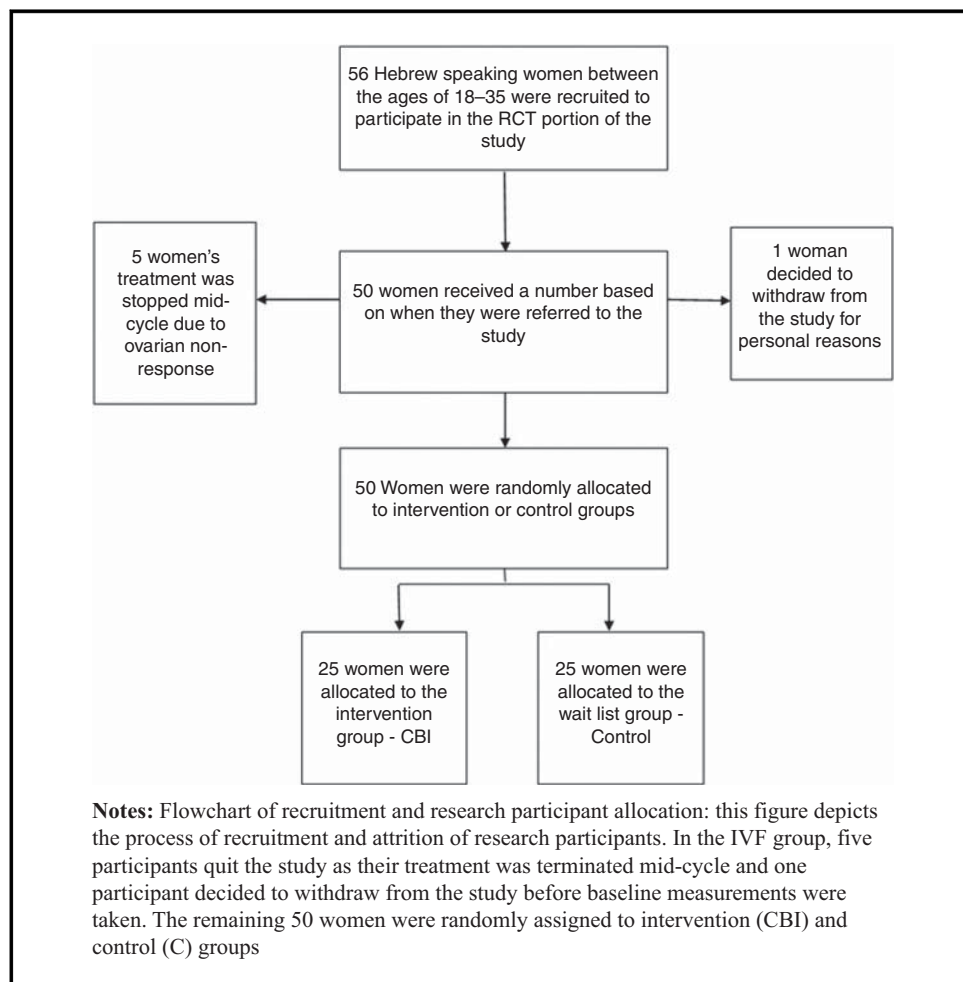 56 Hebrew speaking women between
the ages of 18–35 were recruited to
participate in the RCT portion of the
study
5 women's
treatment was
stopped mid-
cycle due to
ovarian non-
response
50 women received a number based
on when they were referred to the
study
1 woman
decided to
withdraw from
the study for
personal reasons
50 Women were randomly allocated
to intervention or control groups
25 women were
allocated to the
intervention
group - CBI
25 women were
allocated to the
wait list group -
Control
Notes: Flowchart of recruitment and research participant allocation: this figure depicts
the process of recruitment and attrition of research participants. In the IVF group, five
participants quit the study as their treatment was terminated mid-cycle and one
participant decided to withdraw from the study before baseline measurements were
taken. The remaining 50 women were randomly assigned to intervention (CBI) and
control (C) groups